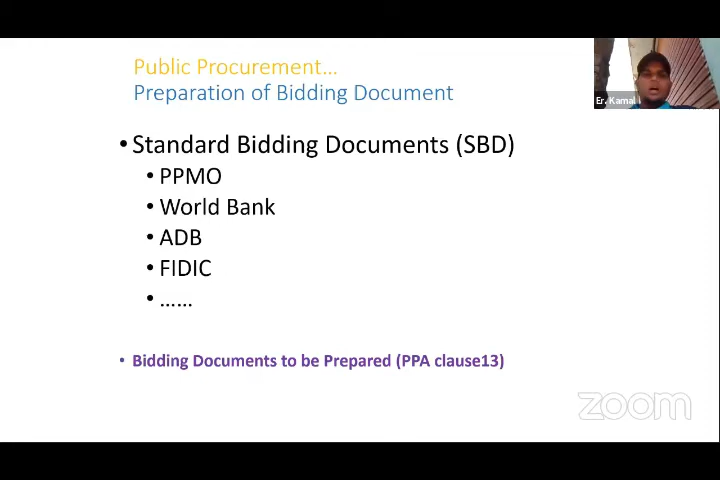 Public Procurement…
Preparation of Bidding Document
• Standard Bidding Documents (SBD)
• PPMO
• World Bank
• ADB
• FIDIC
• ……
• Bidding Documents to be Prepared (PPA clause13)
Er. Kamal
zoom